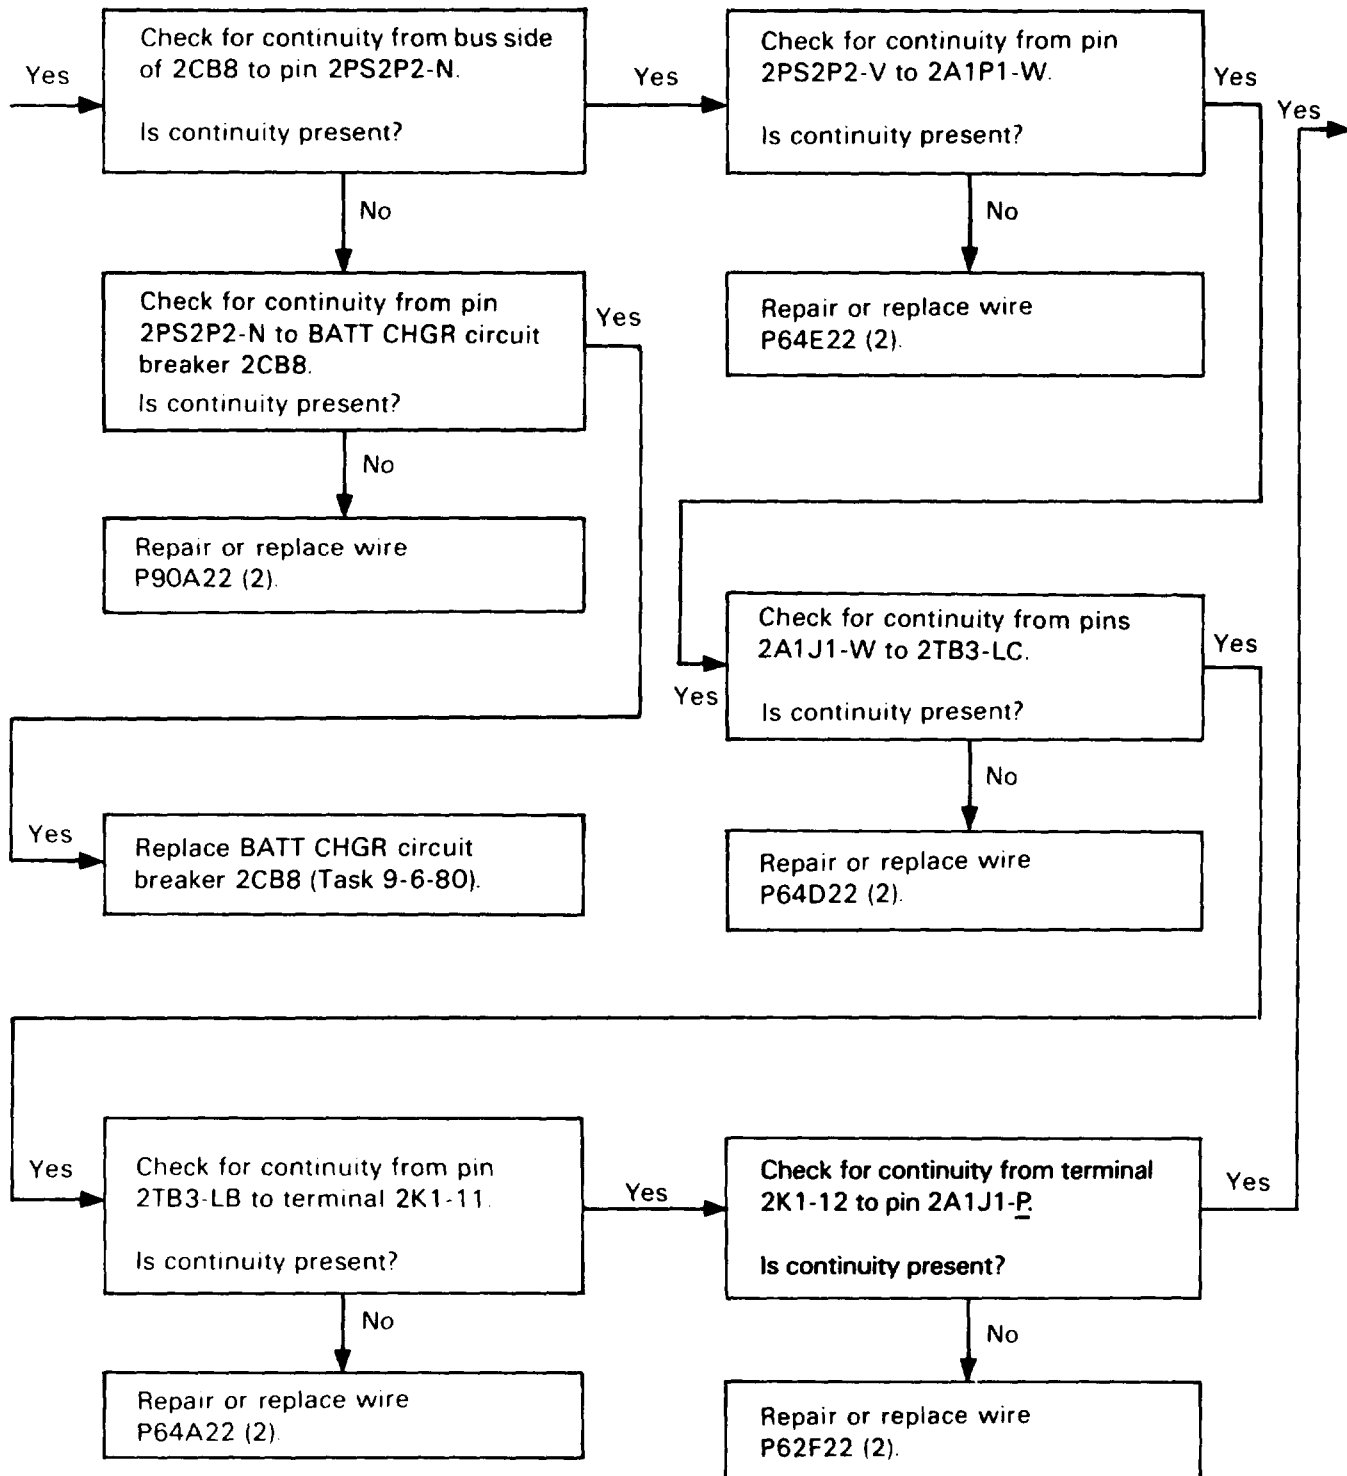 Yes
Check for continuity from bus side
of 2CB8 to pin 2PS2P2-N.
Is continuity present?
Yes
Check for continuity from pin
2PS2P2-V to 2A1P1-W.
Is continuity present?
Yes
Yes
No
No
Check for continuity from pin
2PS2P2-N to BATT CHGR circuit
breaker 2CB8.
Is continuity present?
Yes
Repair or replace wire
P64E22 (2).
No
Repair or replace wire
P90A22 (2).
Check for continuity from pins
2A1J1-W to 2TB3-LC.
Is continuity present?
Yes
Yes
No
Yes
Replace BATT CHGR circuit
breaker 2CB8 (Task 9-6-80).
Repair or replace wire
P64D22 (2).
Yes
Check for continuity from pin
2TB3-LB to terminal 2K1-11.
Is continuity present?
Yes
Check for continuity from terminal
2K1-12 to pin 2A1J1-P.
Is continuity present?
Yes
No
No
Repair or replace wire
P64A22 (2).
Repair or replace wire
P62F22 (2).